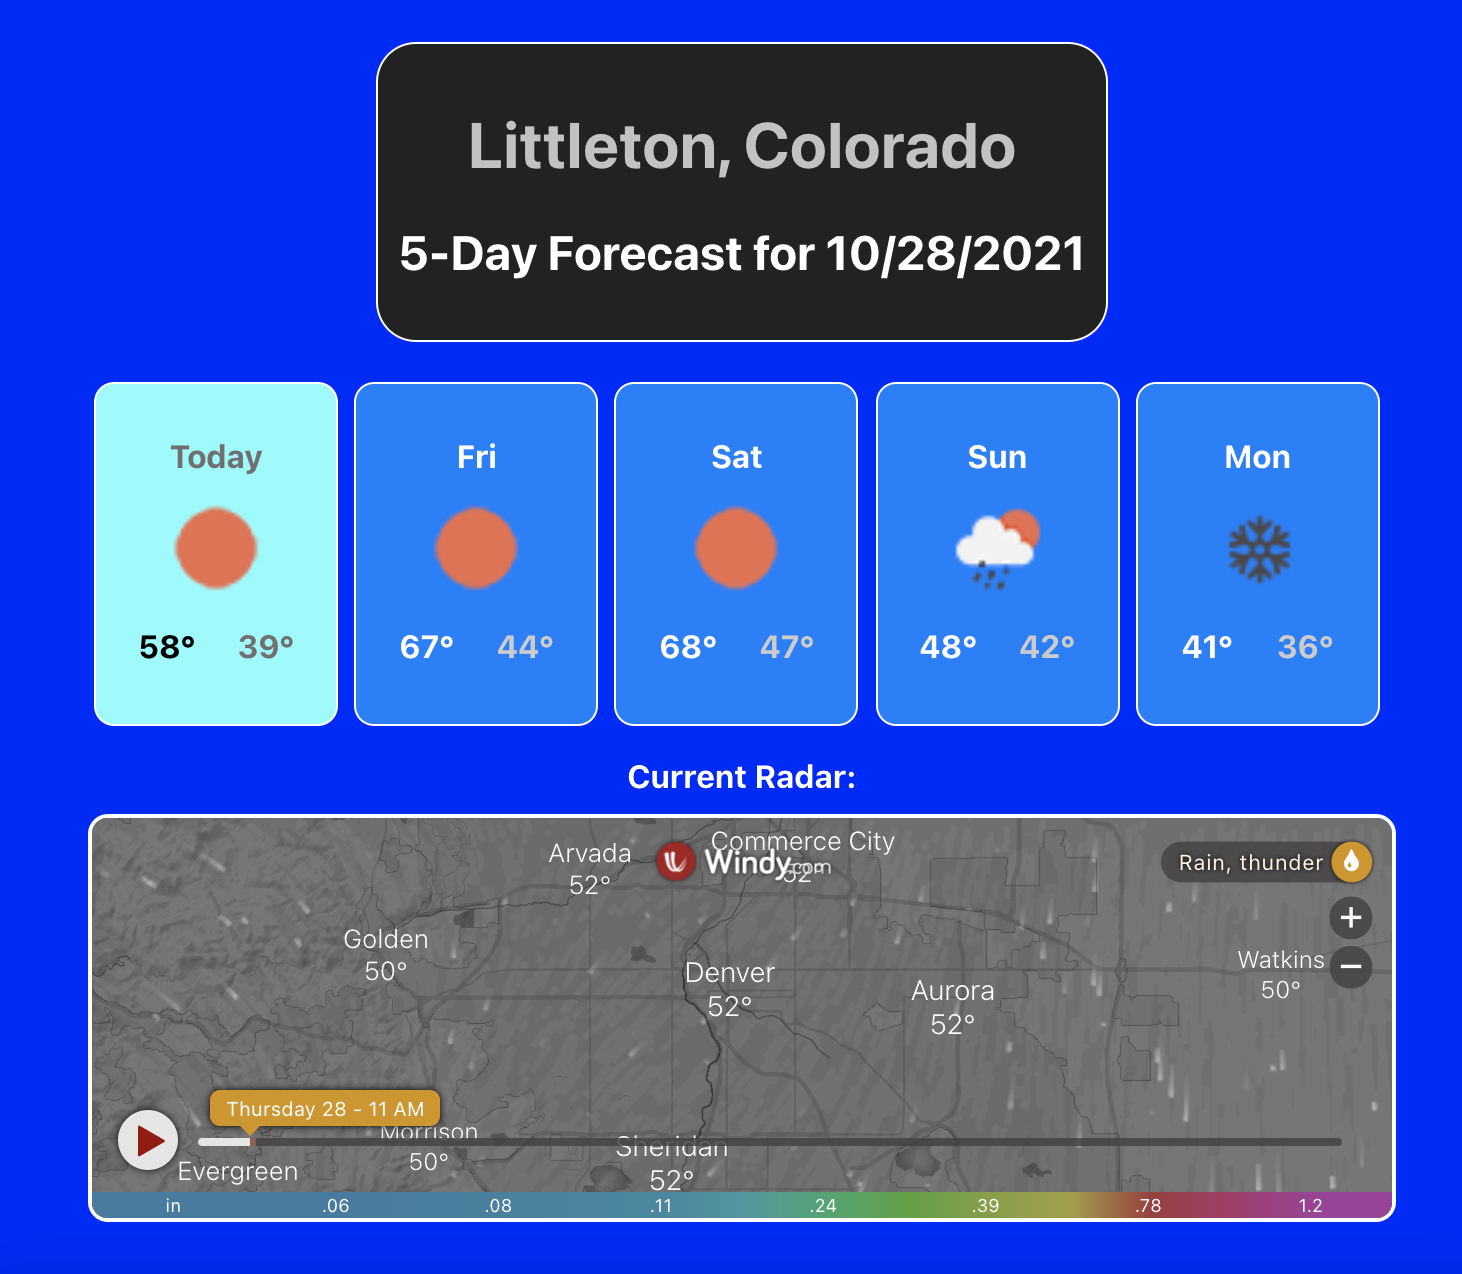 Littleton, Colorado
5-Day Forecast for 10/28/2021
Today
58° 39°
Fri
67° 44°
Sat
68° 47°
Sun
48° 42°
Mon
41° 36°
Current Radar:
Commerce City
52°
Arvada
52°
Windy.com
Rain, thunder
+
Golden
50°
Watkins
50°
−
Denver
52°
Aurora
52°
Thursday 28 - 11 AM
Morrison
50°
Sheridan
52°
Evergreen
in .06 .08 .11 .24 .39 .78 1.2